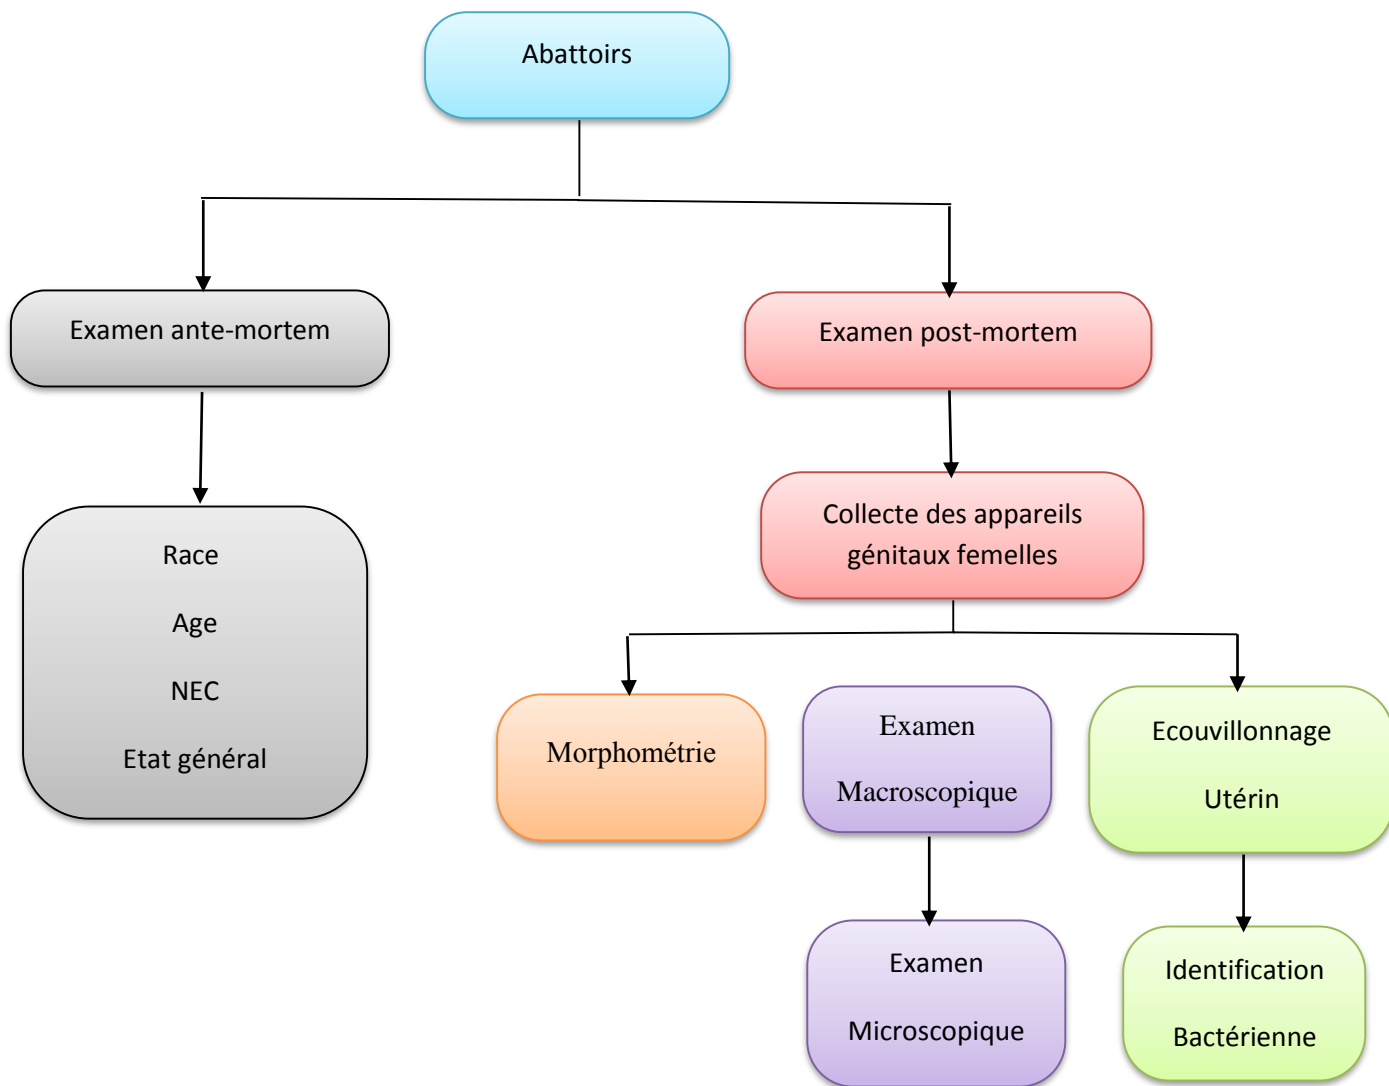 Abattoirs
Examen ante-mortem
Examen post-mortem
Race
Age
NEC
Etat général
Collecte des appareils
génitaux femelles
Morphométrie
Examen
Macroscopique
Ecouvillonnage
Utérin
Examen
Microscopique
Identification
Bactérienne